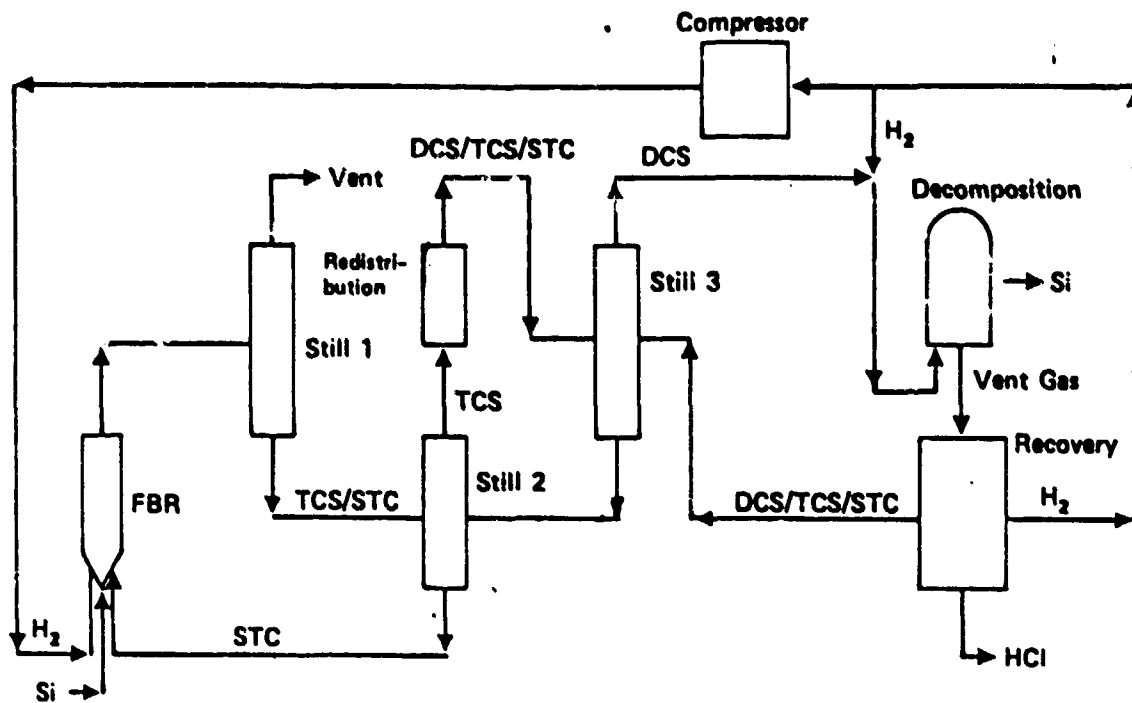 Compressor
H₂
DCS/TCS/STC
DCS
Vent
Decomposition
Redistri-
bution
Still 3
Si
Still 1
TCS
Vent Gas
Recovery
FBR
TCS/STC
Still 2
DCS/TCS/STC
H₂
H₂
STC
HCl
Si